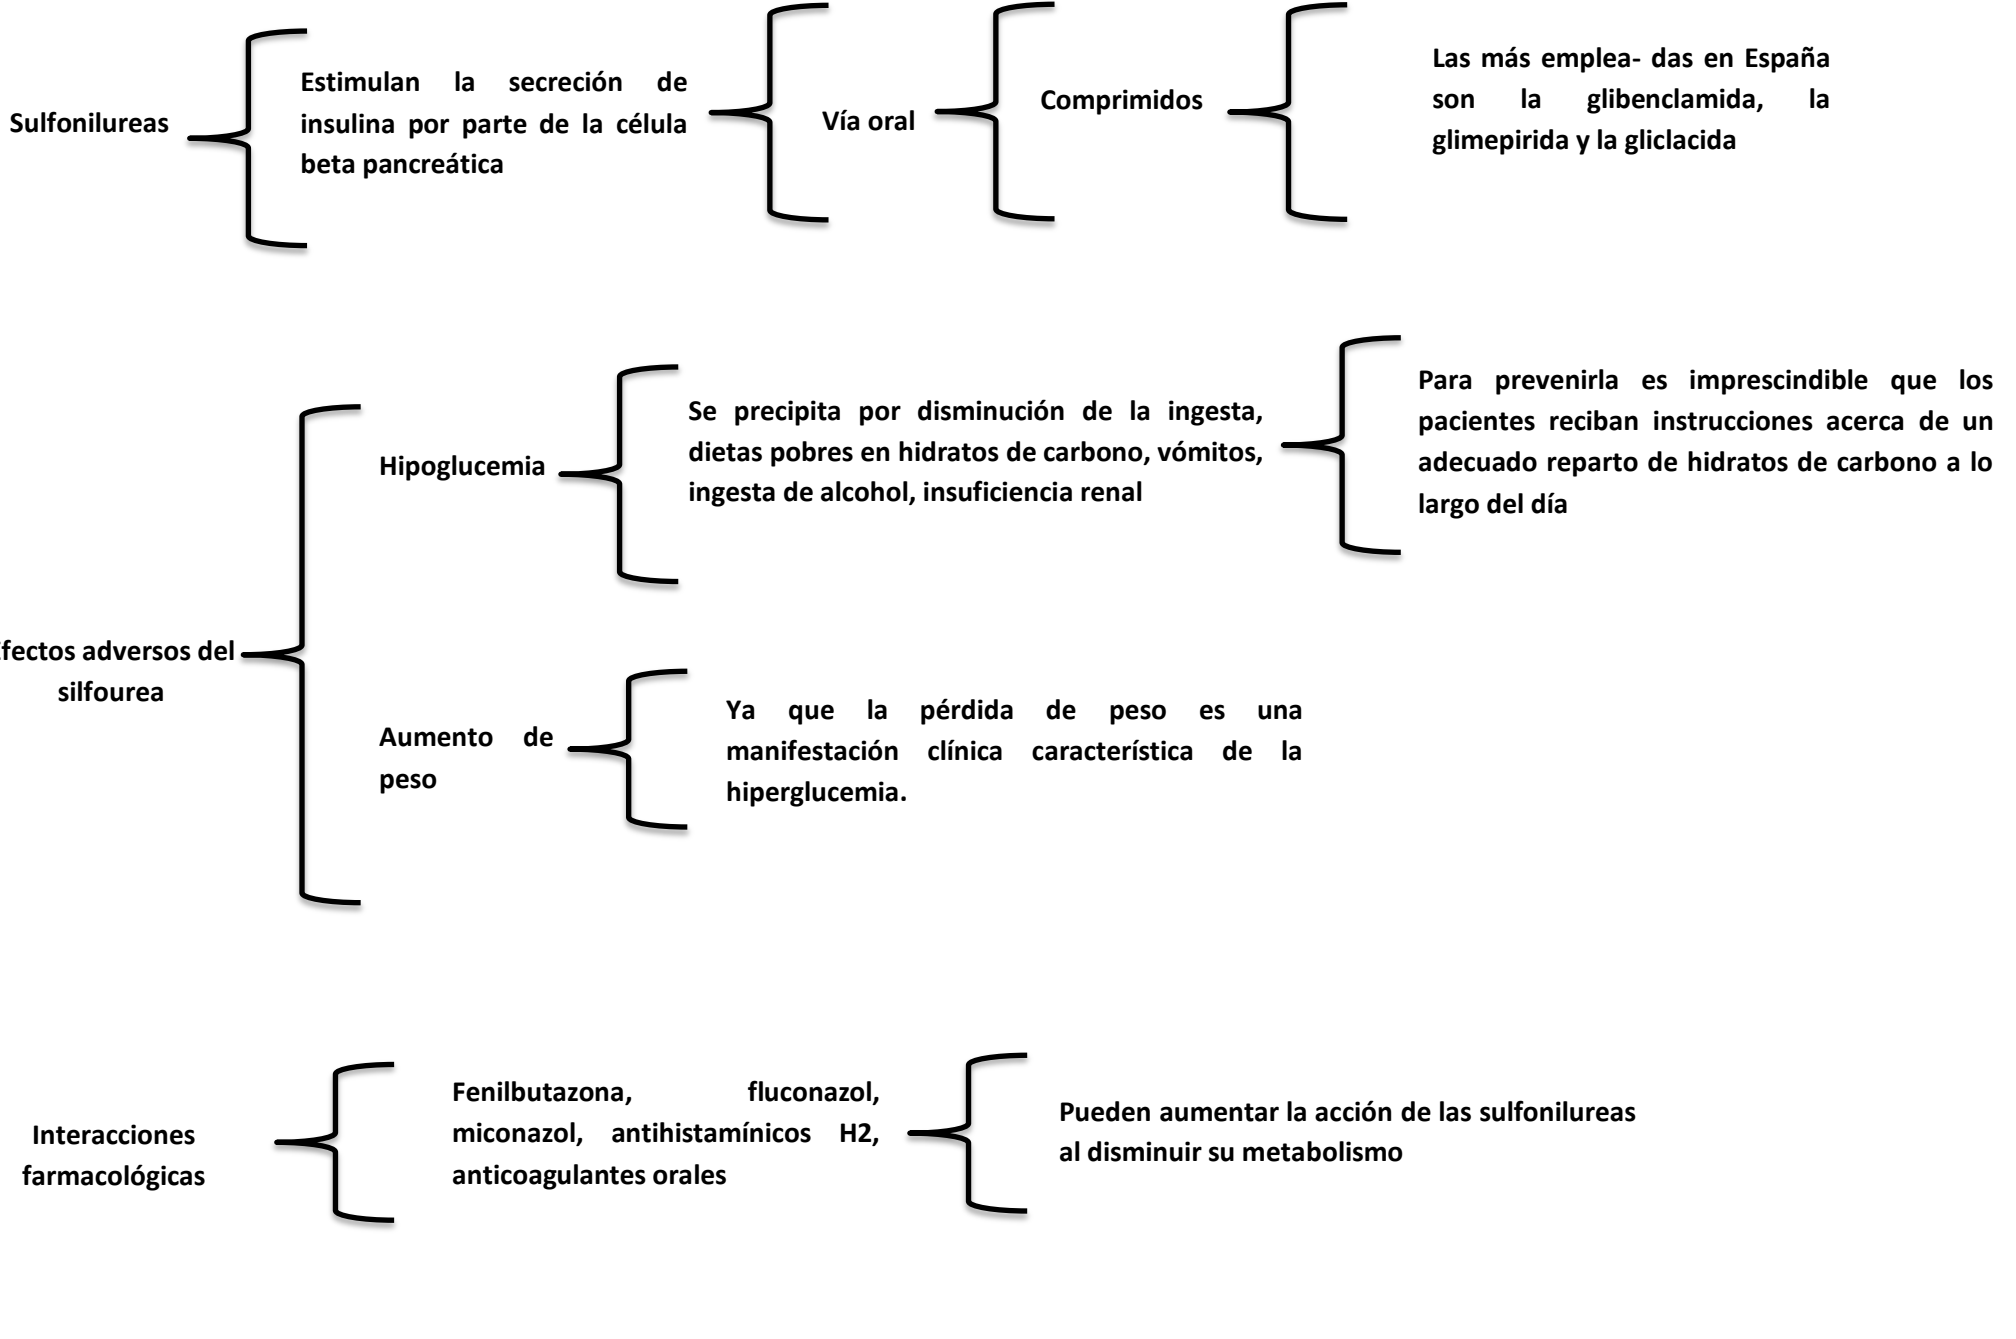 Sulfonilureas
Estimulan la secreción de
insulina por parte de la célula
beta pancreática
Vía oral
Comprimidos
Las más emplea- das en España
son la glibenclamida, la
glimepirida y la gliclacida
Hipoglucemia
Se precipita por disminución de la ingesta,
dietas pobres en hidratos de carbono, vómitos,
ingesta de alcohol, insuficiencia renal
Para prevenirla es imprescindible que los
pacientes reciban instrucciones acerca de un
adecuado reparto de hidratos de carbono a lo
largo del día
fectos adversos del
silfourea
Aumento de
peso
Ya que la pérdida de peso es una
manifestación clínica característica de la
hiperglucemia.
Interacciones
farmacológicas
Fenilbutazona, fluconazol,
miconazol, antihistamínicos H2,
anticoagulantes orales
Pueden aumentar la acción de las sulfonilureas
al disminuir su metabolismo